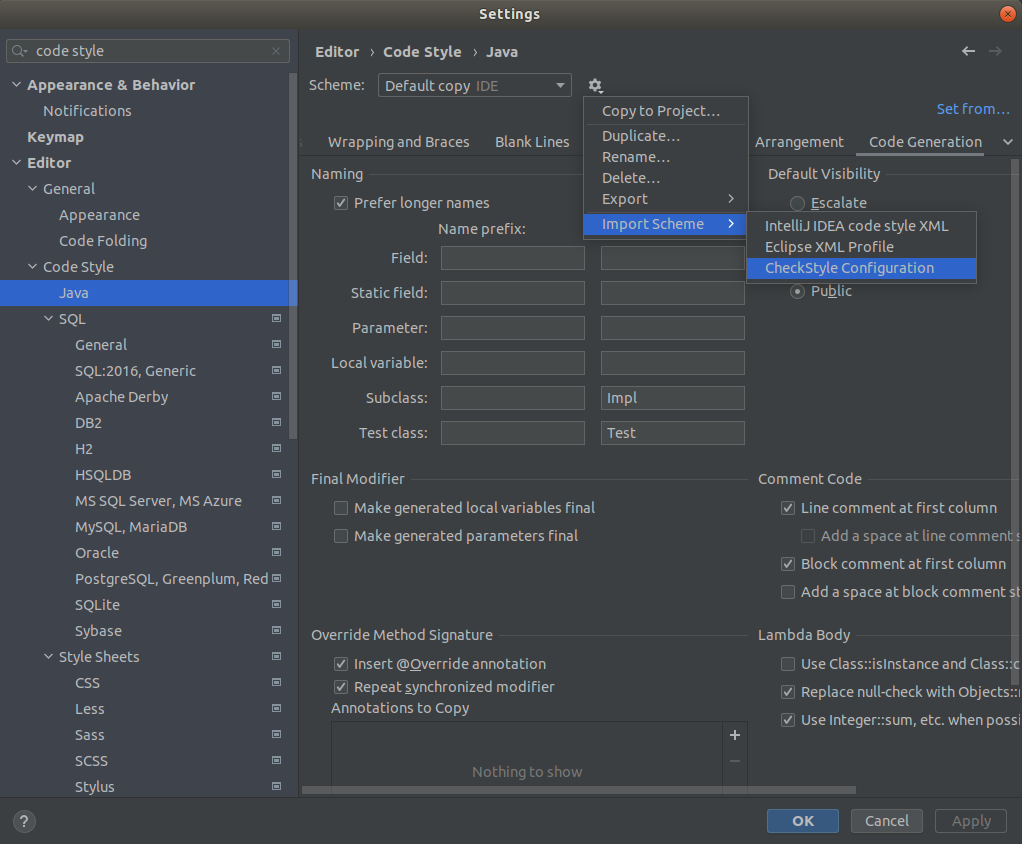 Settings
code style
Appearance & Behavior
Notifications
Keymap
Editor
General
Appearance
Code Folding
Code Style
Java
SQL
General
SQL:2016, Generic
Apache Derby
DB2
H2
HSQLDB
MS SQL Server, MS Azure
MySQL, MariaDB
Oracle
PostgreSQL, Greenplum, Red
SQLite
Sybase
Style Sheets
CSS
Less
Sass
SCSS
Stylus
Editor › Code Style › Java
Scheme: Default copy IDE
Set from...
Copy to Project...
Duplicate...
Rename...
Delete...
Export
Import Scheme
IntelliJ IDEA code style XML
Eclipse XML Profile
CheckStyle Configuration
Wrapping and Braces Blank Lines Arrangement Code Generation
Naming
Prefer longer names
Name prefix:
Field:
Static field:
Parameter:
Local variable:
Subclass: Impl
Test class: Test
Default Visibility
Escalate
Public
Final Modifier
Make generated local variables final
Make generated parameters final
Comment Code
Line comment at first column
Add a space at line comment s
Block comment at first column
Add a space at block comment st
Override Method Signature
Insert @Override annotation
Repeat synchronized modifier
Annotations to Copy
Nothing to show
Lambda Body
Use Class::isInstance and Class::c
Replace null-check with Objects::
Use Integer::sum, etc. when possi
?
OK Cancel Apply